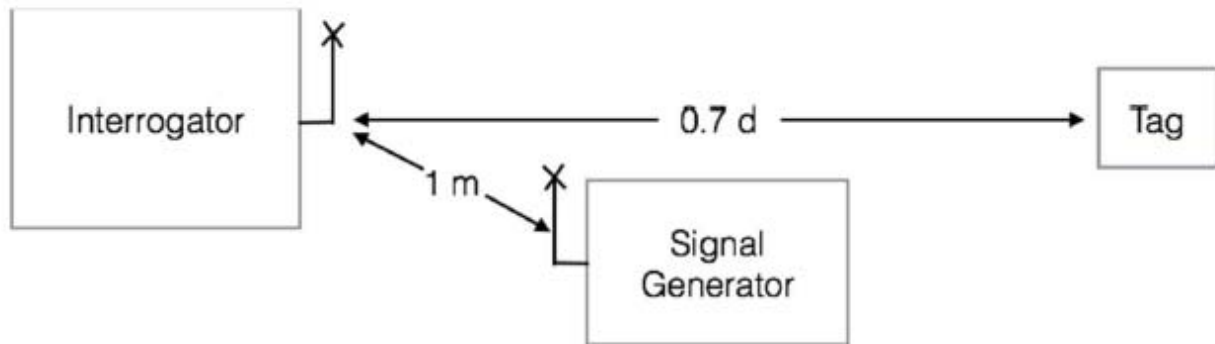 Interrogator
0.7 d
Tag
1 m
Signal
Generator